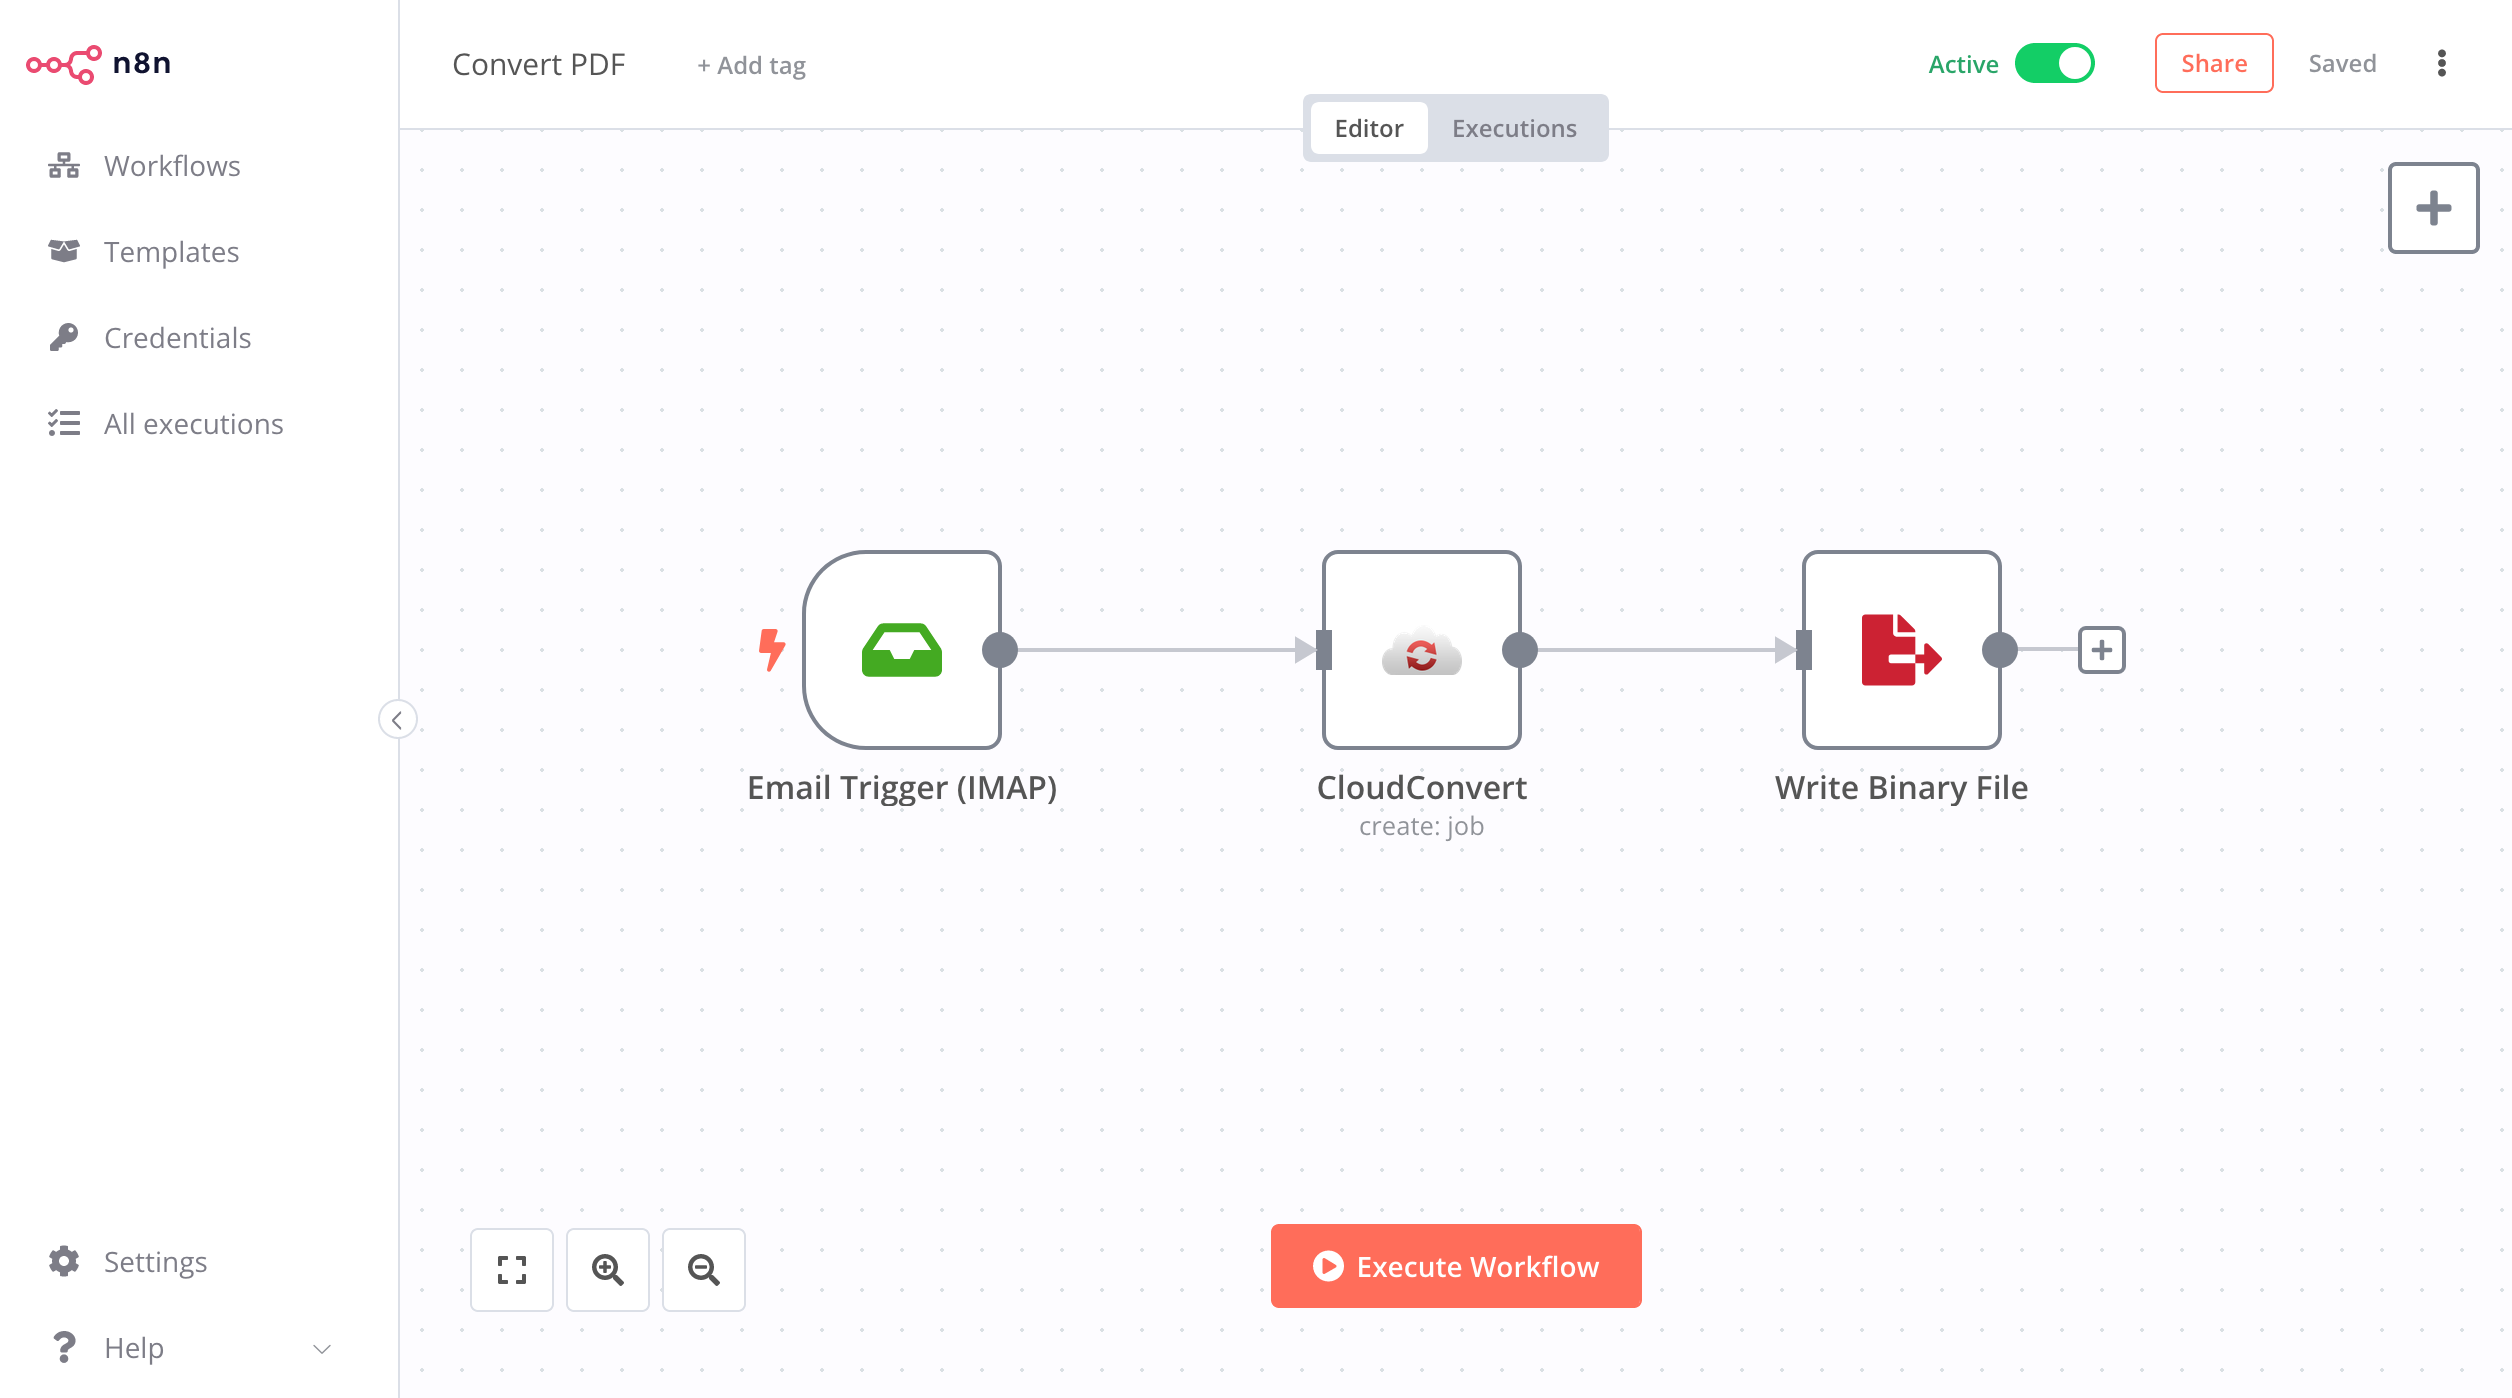 n8n
Workflows
Templates
Credentials
All executions
Settings
Help
Convert PDF
+ Add tag
Active
Share
Saved
Editor
Executions
Email Trigger (IMAP)
CloudConvert
create: job
Write Binary File
Execute Workflow